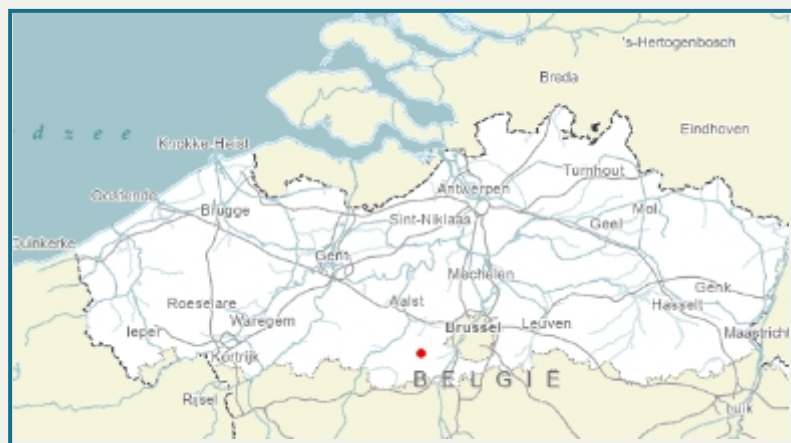 's-Hertogenbosch
Breda
Eindhoven
d z e e
Knokke-Heist
Turnhout
Antwerpen
Oostende
Brugge
Sint-Niklaas
Geel
Mol
Duinkerke
Gent
Mechelen
Genk
Roeselare
Aalst
Hasselt
Waregem
Ieper
Brussel
Leuven
Maastricht
Kortrijk
BELGIË
Rijsel
Luik